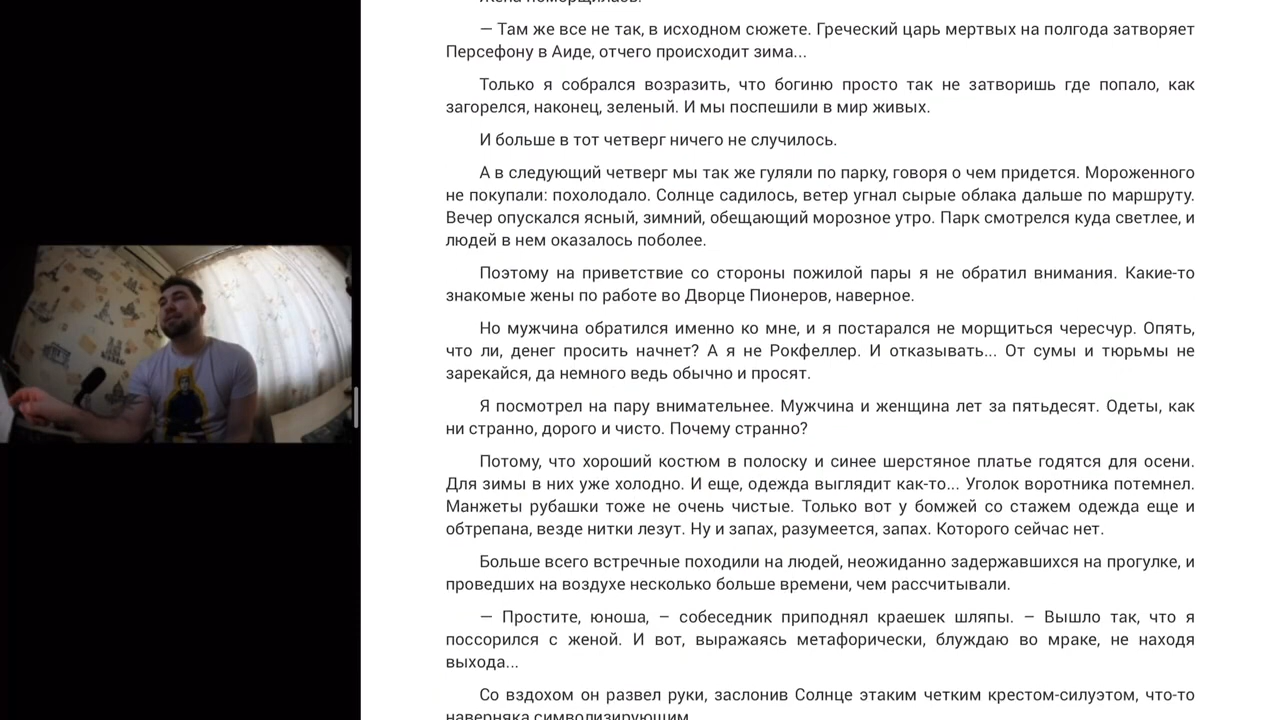 — Там же все не так, в исходном сюжете. Греческий царь мертвых на полгода затворяет
Персефону в Аиде, отчего происходит зима...
Только я собрался возразить, что богиню просто так не затворишь где попало, как
загорелся, наконец, зеленый. И мы поспешили в мир живых.
И больше в тот четверг ничего не случилось.
А в следующий четверг мы так же гуляли по парку, говоря о чем придется. Мороженного
не покупали: похолодало. Солнце садилось, ветер угнал сырые облака дальше по маршруту.
Вечер опускался ясный, зимний, обещающий морозное утро. Парк смотрелся куда светлее, и
людей в нем оказалось поболее.
Поэтому на приветствие со стороны пожилой пары я не обратил внимания. Какие-то
знакомые жены по работе во Дворце Пионеров, наверное.
Но мужчина обратился именно ко мне, и я постарался не морщиться чересчур. Опять,
что ли, денег просить начнет? А я не Рокфеллер. И отказывать... От сумы и тюрьмы не
зарекайся, да немного ведь обычно и просят.
Я посмотрел на пару внимательнее. Мужчина и женщина лет за пятьдесят. Одеты, как
ни странно, дорого и чисто. Почему странно?
Потому, что хороший костюм в полоску и синее шерстяное платье годятся для осени.
Для зимы в них уже холодно. И еще, одежда выглядит как-то... Уголок воротника потемнел.
Манжеты рубашки тоже не очень чистые. Только вот у бомжей со стажем одежда еще и
обтрепана, везде нитки лезут. Ну и запах, разумеется, запах. Которого сейчас нет.
Больше всего встречные походили на людей, неожиданно задержавшихся на прогулке, и
проведших на воздухе несколько больше времени, чем рассчитывали.
— Простите, юноша, – собеседник приподнял краешек шляпы. – Вышло так, что я
поссорился с женой. И вот, выражаясь метафорически, блуждаю во мраке, не находя
выхода...
Со вздохом он развел руки, заслонив Солнце этаким четким крестом-силуэтом, что-то
наверняка символизирующим